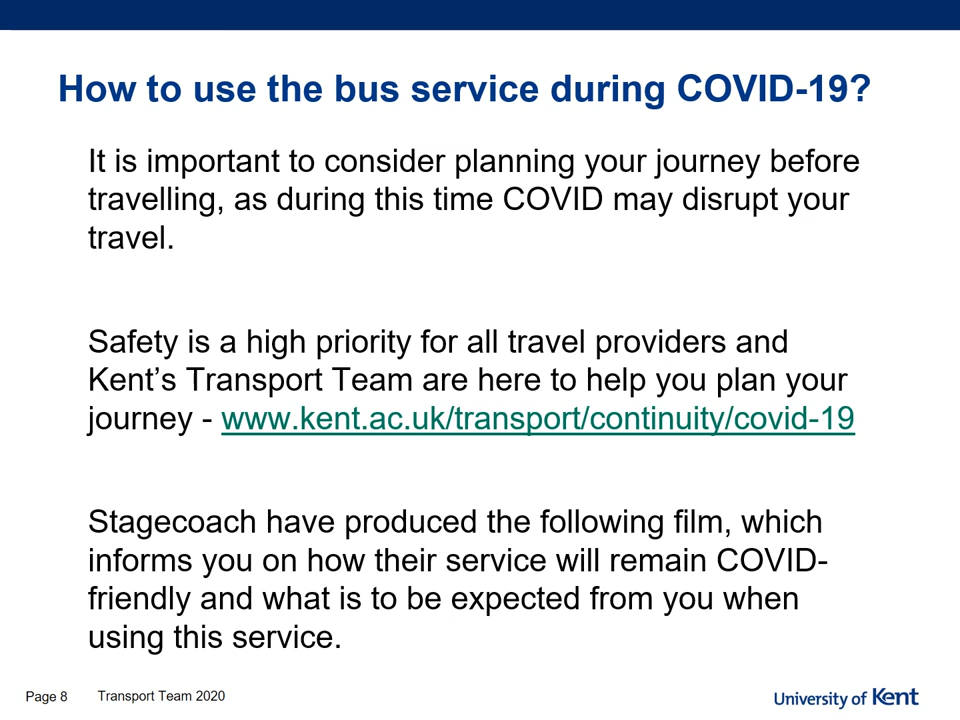 How to use the bus service during COVID-19?
It is important to consider planning your journey before
travelling, as during this time COVID may disrupt your
travel.
Safety is a high priority for all travel providers and
Kent’s Transport Team are here to help you plan your
journey - www.kent.ac.uk/transport/continuity/covid-19
Stagecoach have produced the following film, which
informs you on how their service will remain COVID-
friendly and what is to be expected from you when
using this service.
Page 8 Transport Team 2020
University of Kent